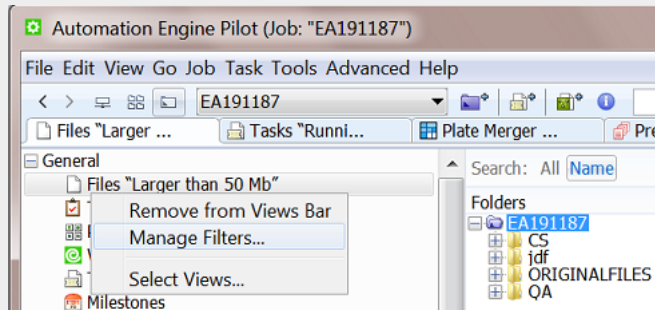 Automation Engine Pilot (Job: "EA191187")
File Edit View Go Job Task Tools Advanced Help
EA191187
Files “Larger ...
Tasks “Runni...
Plate Merger ...
Pre
General
Files “Larger than 50 Mb”
Remove from Views Bar
Manage Filters...
Select Views...
Milestones
Search: All Name
Folders
EA191187
CS
jdf
ORIGINALFILES
QA